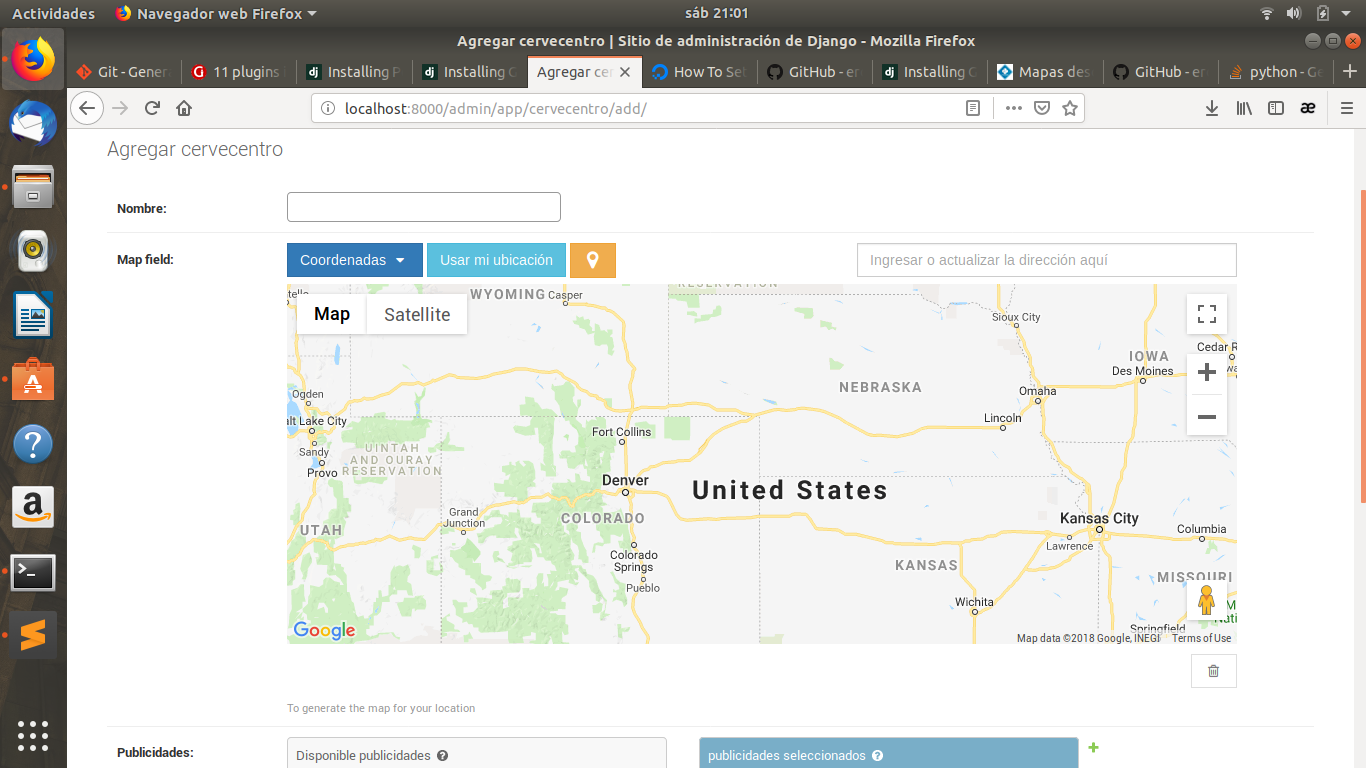 Actividades
Navegador web Firefox
sáb 21:01
Agregar cervecentro | Sitio de administración de Django - Mozilla Firefox
Git - Gener
11 plugins
Installing P
Installing G
Agregar cer
How To Set
GitHub - er
Installing G
Mapas des
GitHub - er
python - Ge
localhost:8000/admin/app/cervecentro/add/
Agregar cervecentro
Nombre:
Map field:
Coordenadas
Usar mi ubicación
Ingresar o actualizar la dirección aquí
Map
Satellite
WYOMING
Casper
RESERVATION
Sioux City
Cedar R
IOWA
Des Moines
NEBRASKA
Omaha
Ogden
alt Lake City
Lincoln
Fort Collins
Sandy
UINTAH
AND OURAY
RESERVATION
Provo
Denver
United States
Grand
Junction
COLORADO
Kansas City
UTAH
Columbia
Lawrence
Colorado
Springs
KANSAS
MISSOURI
Pueblo
Wichita
Springfield
Google
Map data ©2018 Google, INEGI
Terms of Use
To generate the map for your location
Publicidades:
Disponible publicidades
publicidades seleccionados